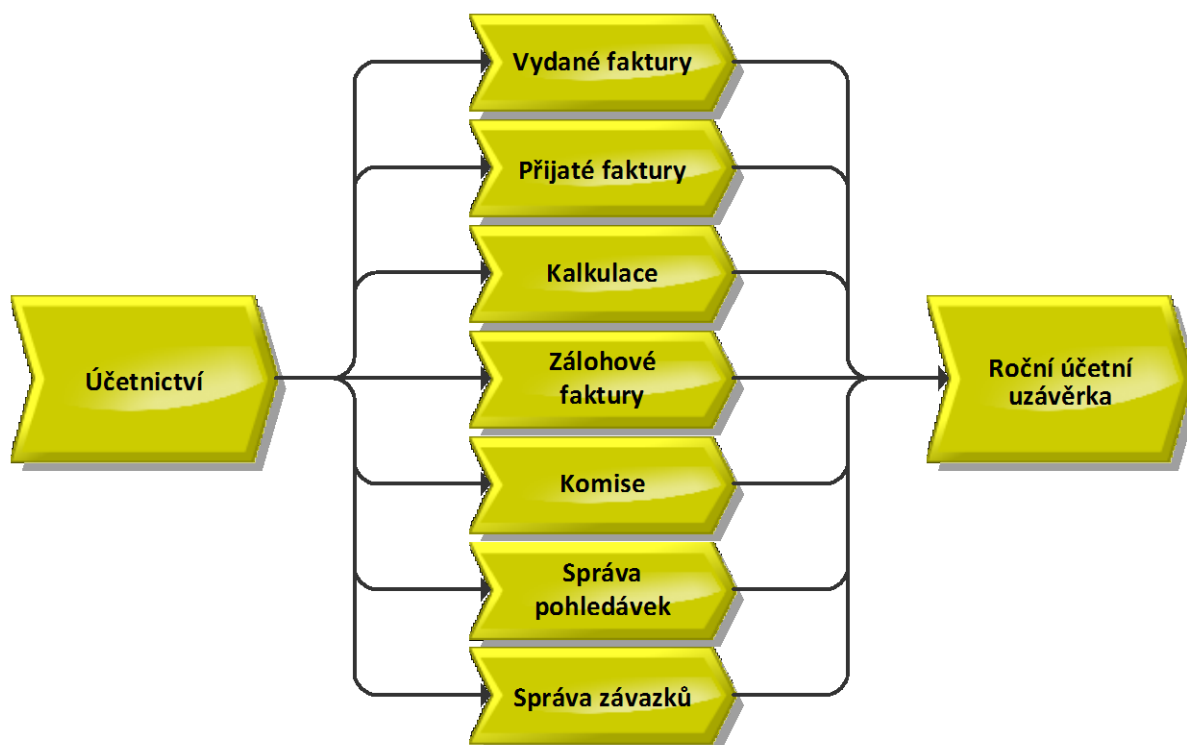 Účetnictví
Vydané faktury
Přijaté faktury
Kalkulace
Zálohové
faktury
Komise
Správa
pohledávek
Správa závazků
Roční účetní
uzávěrka